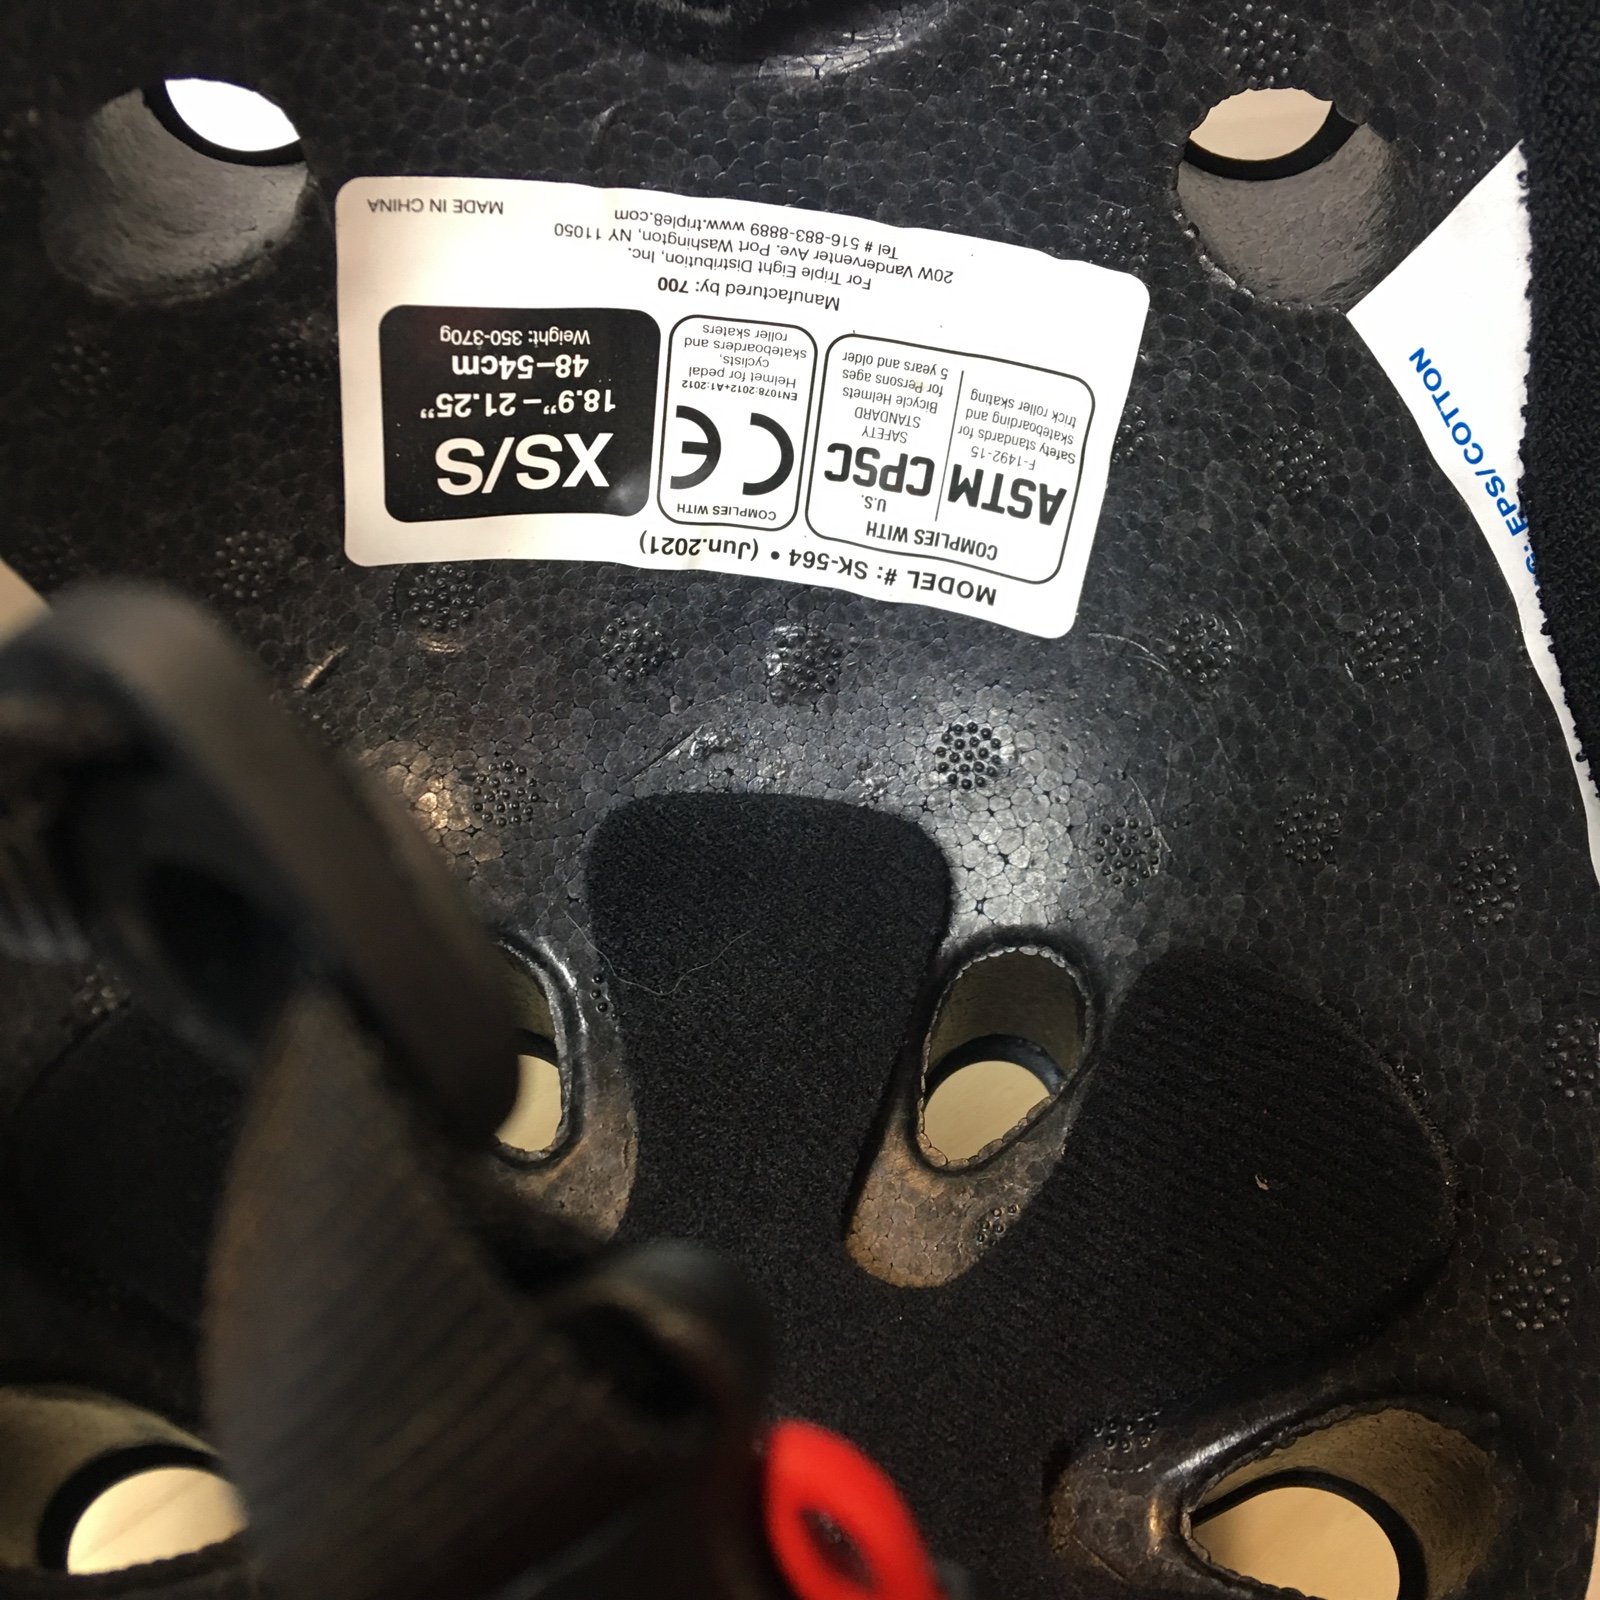 MODEL #: SK-564 • (Jun.2021)
COMPLIES WITH
ASTM
F-1492-15
Safety standards for
skateboarding and
trick roller skating
U.S.
CPSC
SAFETY
STANDARD
Bicycle Helmets
for Persons ages
5 years and older
COMPLIES WITH
CE
EN1078:2012+A1:2012
Helmet for pedal
cyclists,
skateboarders and
roller skaters
XS/S
18.9”– 21.25”
48–54cm
Weight: 350-370g
Manufactured by: 700
For Triple Eight Distribution, Inc.
20W Vanderventer Ave. Port Washington, NY 11050
Tel # 516-883-8889 www.triple8.com
MADE IN CHINA
EPS/COTTON